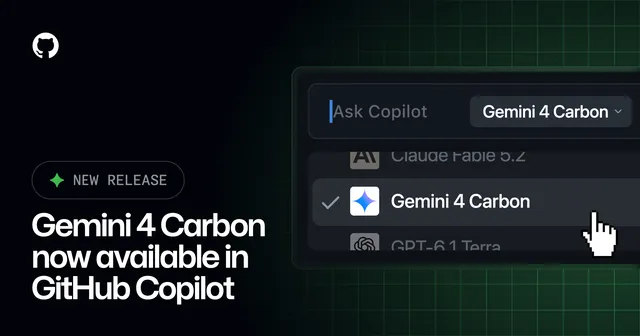 Ask Copilot
Gemini 4 Carbon
Claude Fable 5.2
Gemini 4 Carbon
GPT-6.1 Terra
NEW RELEASE
Gemini 4 Carbon
now available in
GitHub Copilot